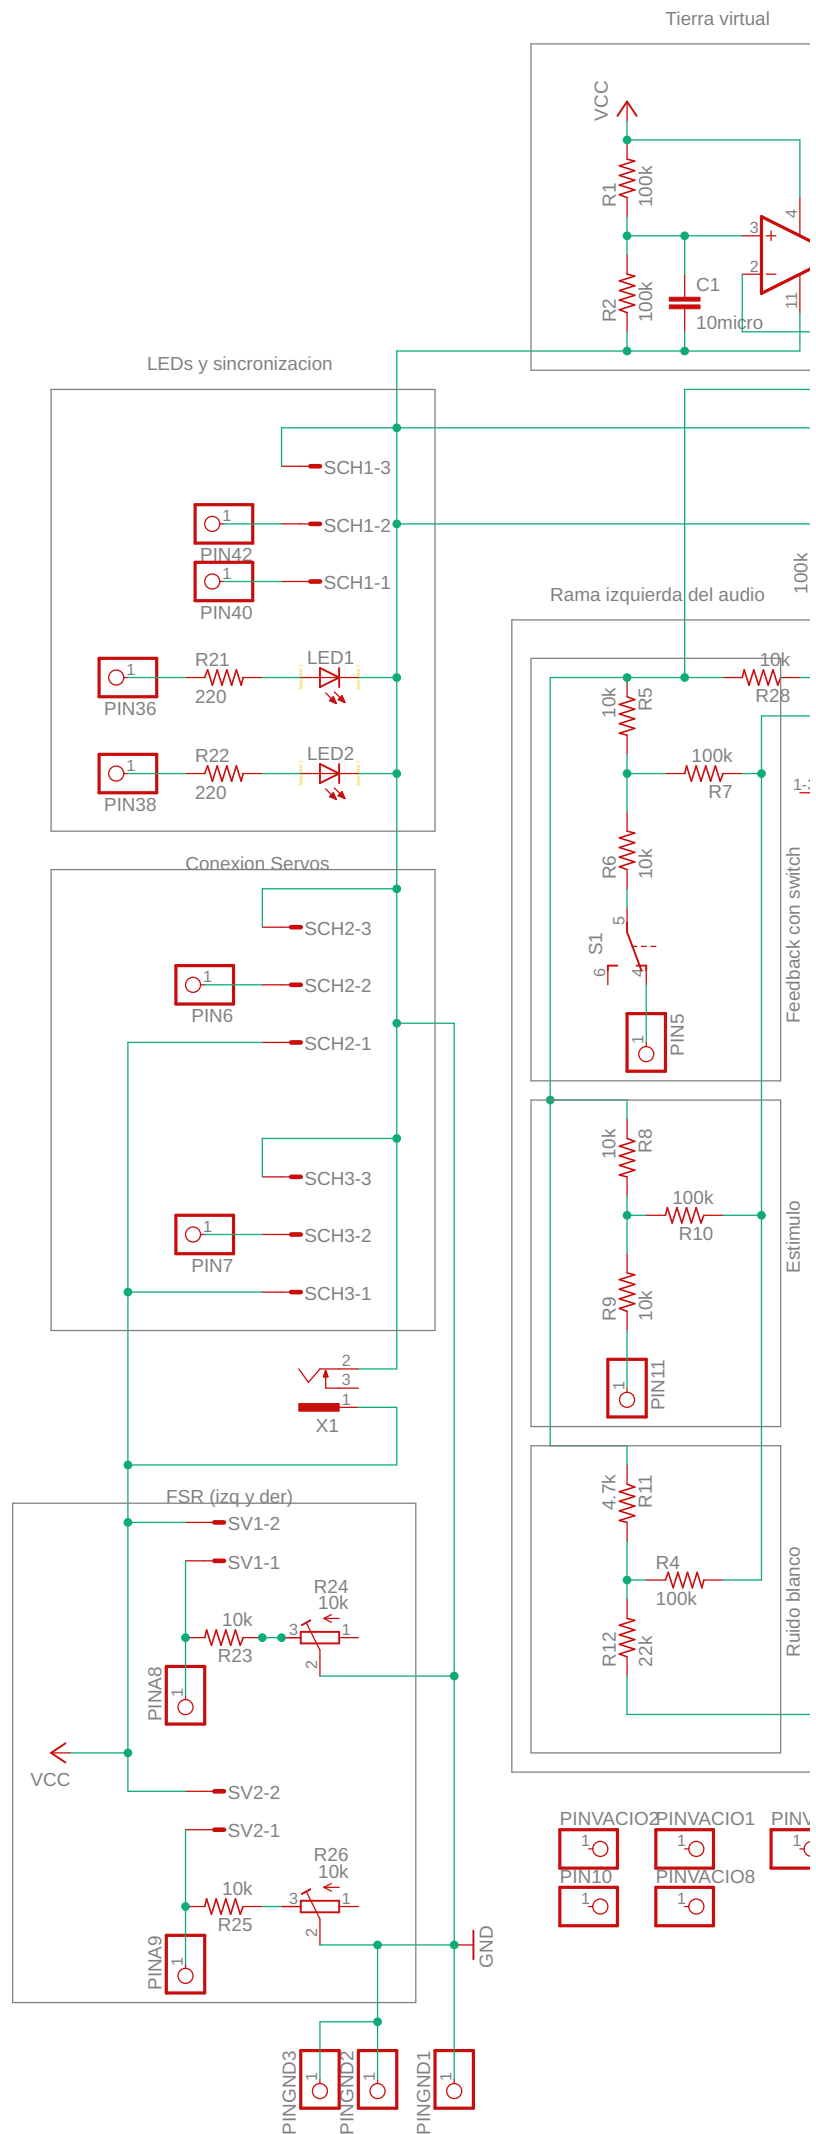 Tierra virtual
VCC
R1
100k
4
3
2
11
R2
100k
C1
10micro
LEDs y sincronizacion
SCH1-3
1
PIN42
SCH1-2
1
PIN40
SCH1-1
1
PIN36
R21
220
LED1
1
PIN38
R22
220
LED2
100k
Rama izquierda del audio
10k
R5
10k
R28
100k
R7
R6
10k
5
S1
6
4
1
PIN5
Feedback con switch
Conexion Servos
SCH2-3
1
PIN6
SCH2-2
SCH2-1
SCH3-3
1
PIN7
SCH3-2
SCH3-1
10k
R8
100k
R10
R9
10k
1
PIN11
Estimulo
2
3
1
X1
4.7k
R11
R4
100k
R12
22k
Ruido blanco
FSR (izq y der)
SV1-2
SV1-1
R24
10k
10k
R23
3
1
2
PINA8
1
VCC
SV2-2
SV2-1
R26
10k
10k
R25
3
1
2
PINA9
1
GND
PINVACIO2
1
PINVACIO1
1
PINV
1
PIN10
1
PINVACIO8
1
PINGND3
1
PINGND2
1
PINGND1
1